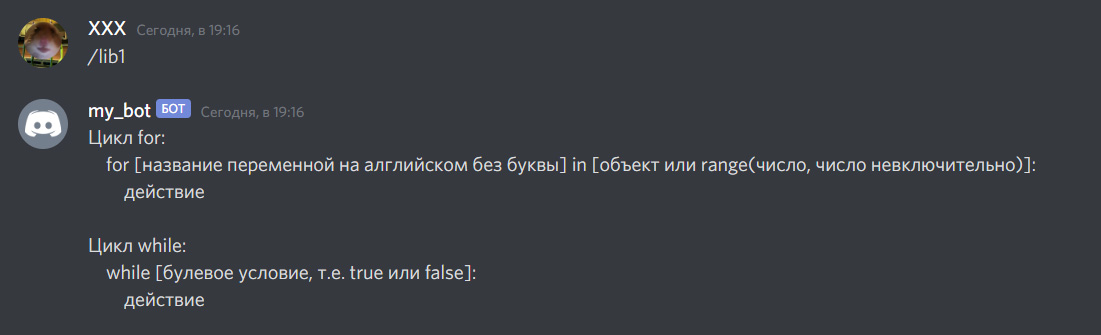 XXX Сегодня, в 19:16
/lib1
my_bot БОТ Сегодня, в 19:16
Цикл for:
for [название переменной на алглийском без буквы] in [объект или range(число, число невключительно)]:
действие
Цикл while:
while [булевое условие, т.е. true или false]:
действие